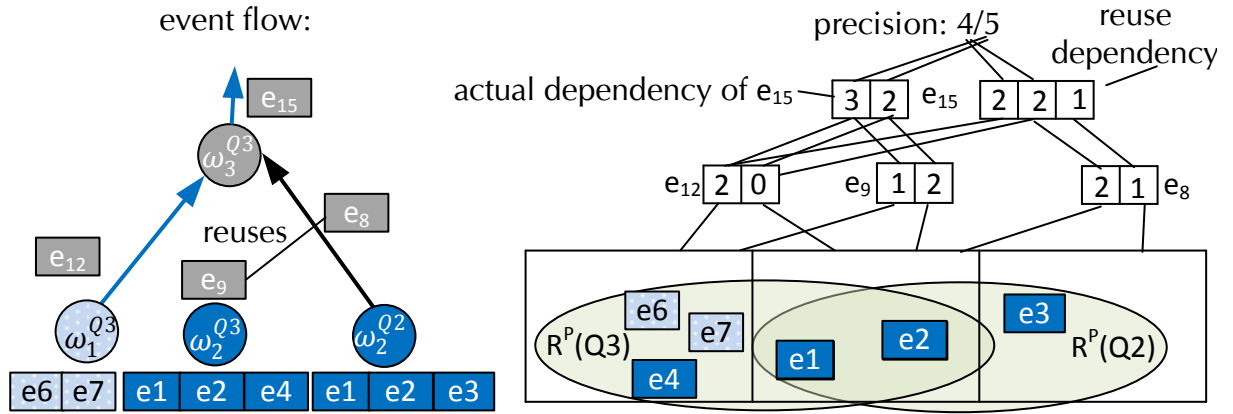 event flow:
e15
ω3Q3
e8
reuses
e12
e9
ω1Q3
ω2Q3
ω2Q2
e6 e7 e1 e2 e4 e1 e2 e3
precision: 4/5
reuse
dependency
actual dependency of e15
3 2
e15
2 2 1
e12 2 0
e9 1 2
2 1 e8
e6
e7
e4
RP(Q3)
e1
e2
e3
RP(Q2)